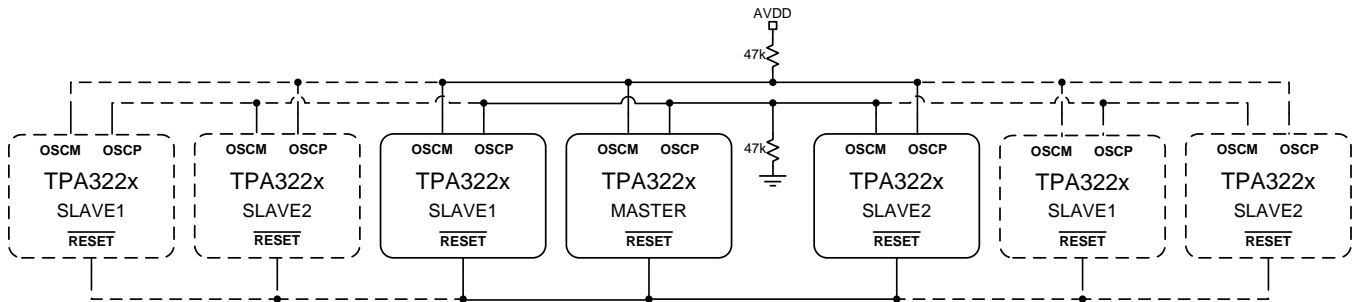 AVDD
47k
47k
OSCM OSCP
TPA322x
SLAVE1
RESET
OSCM OSCP
TPA322x
SLAVE2
RESET
OSCM OSCP
TPA322x
SLAVE1
RESET
OSCM OSCP
TPA322x
MASTER
RESET
OSCM OSCP
TPA322x
SLAVE2
RESET
OSCM OSCP
TPA322x
SLAVE1
RESET
OSCM OSCP
TPA322x
SLAVE2
RESET